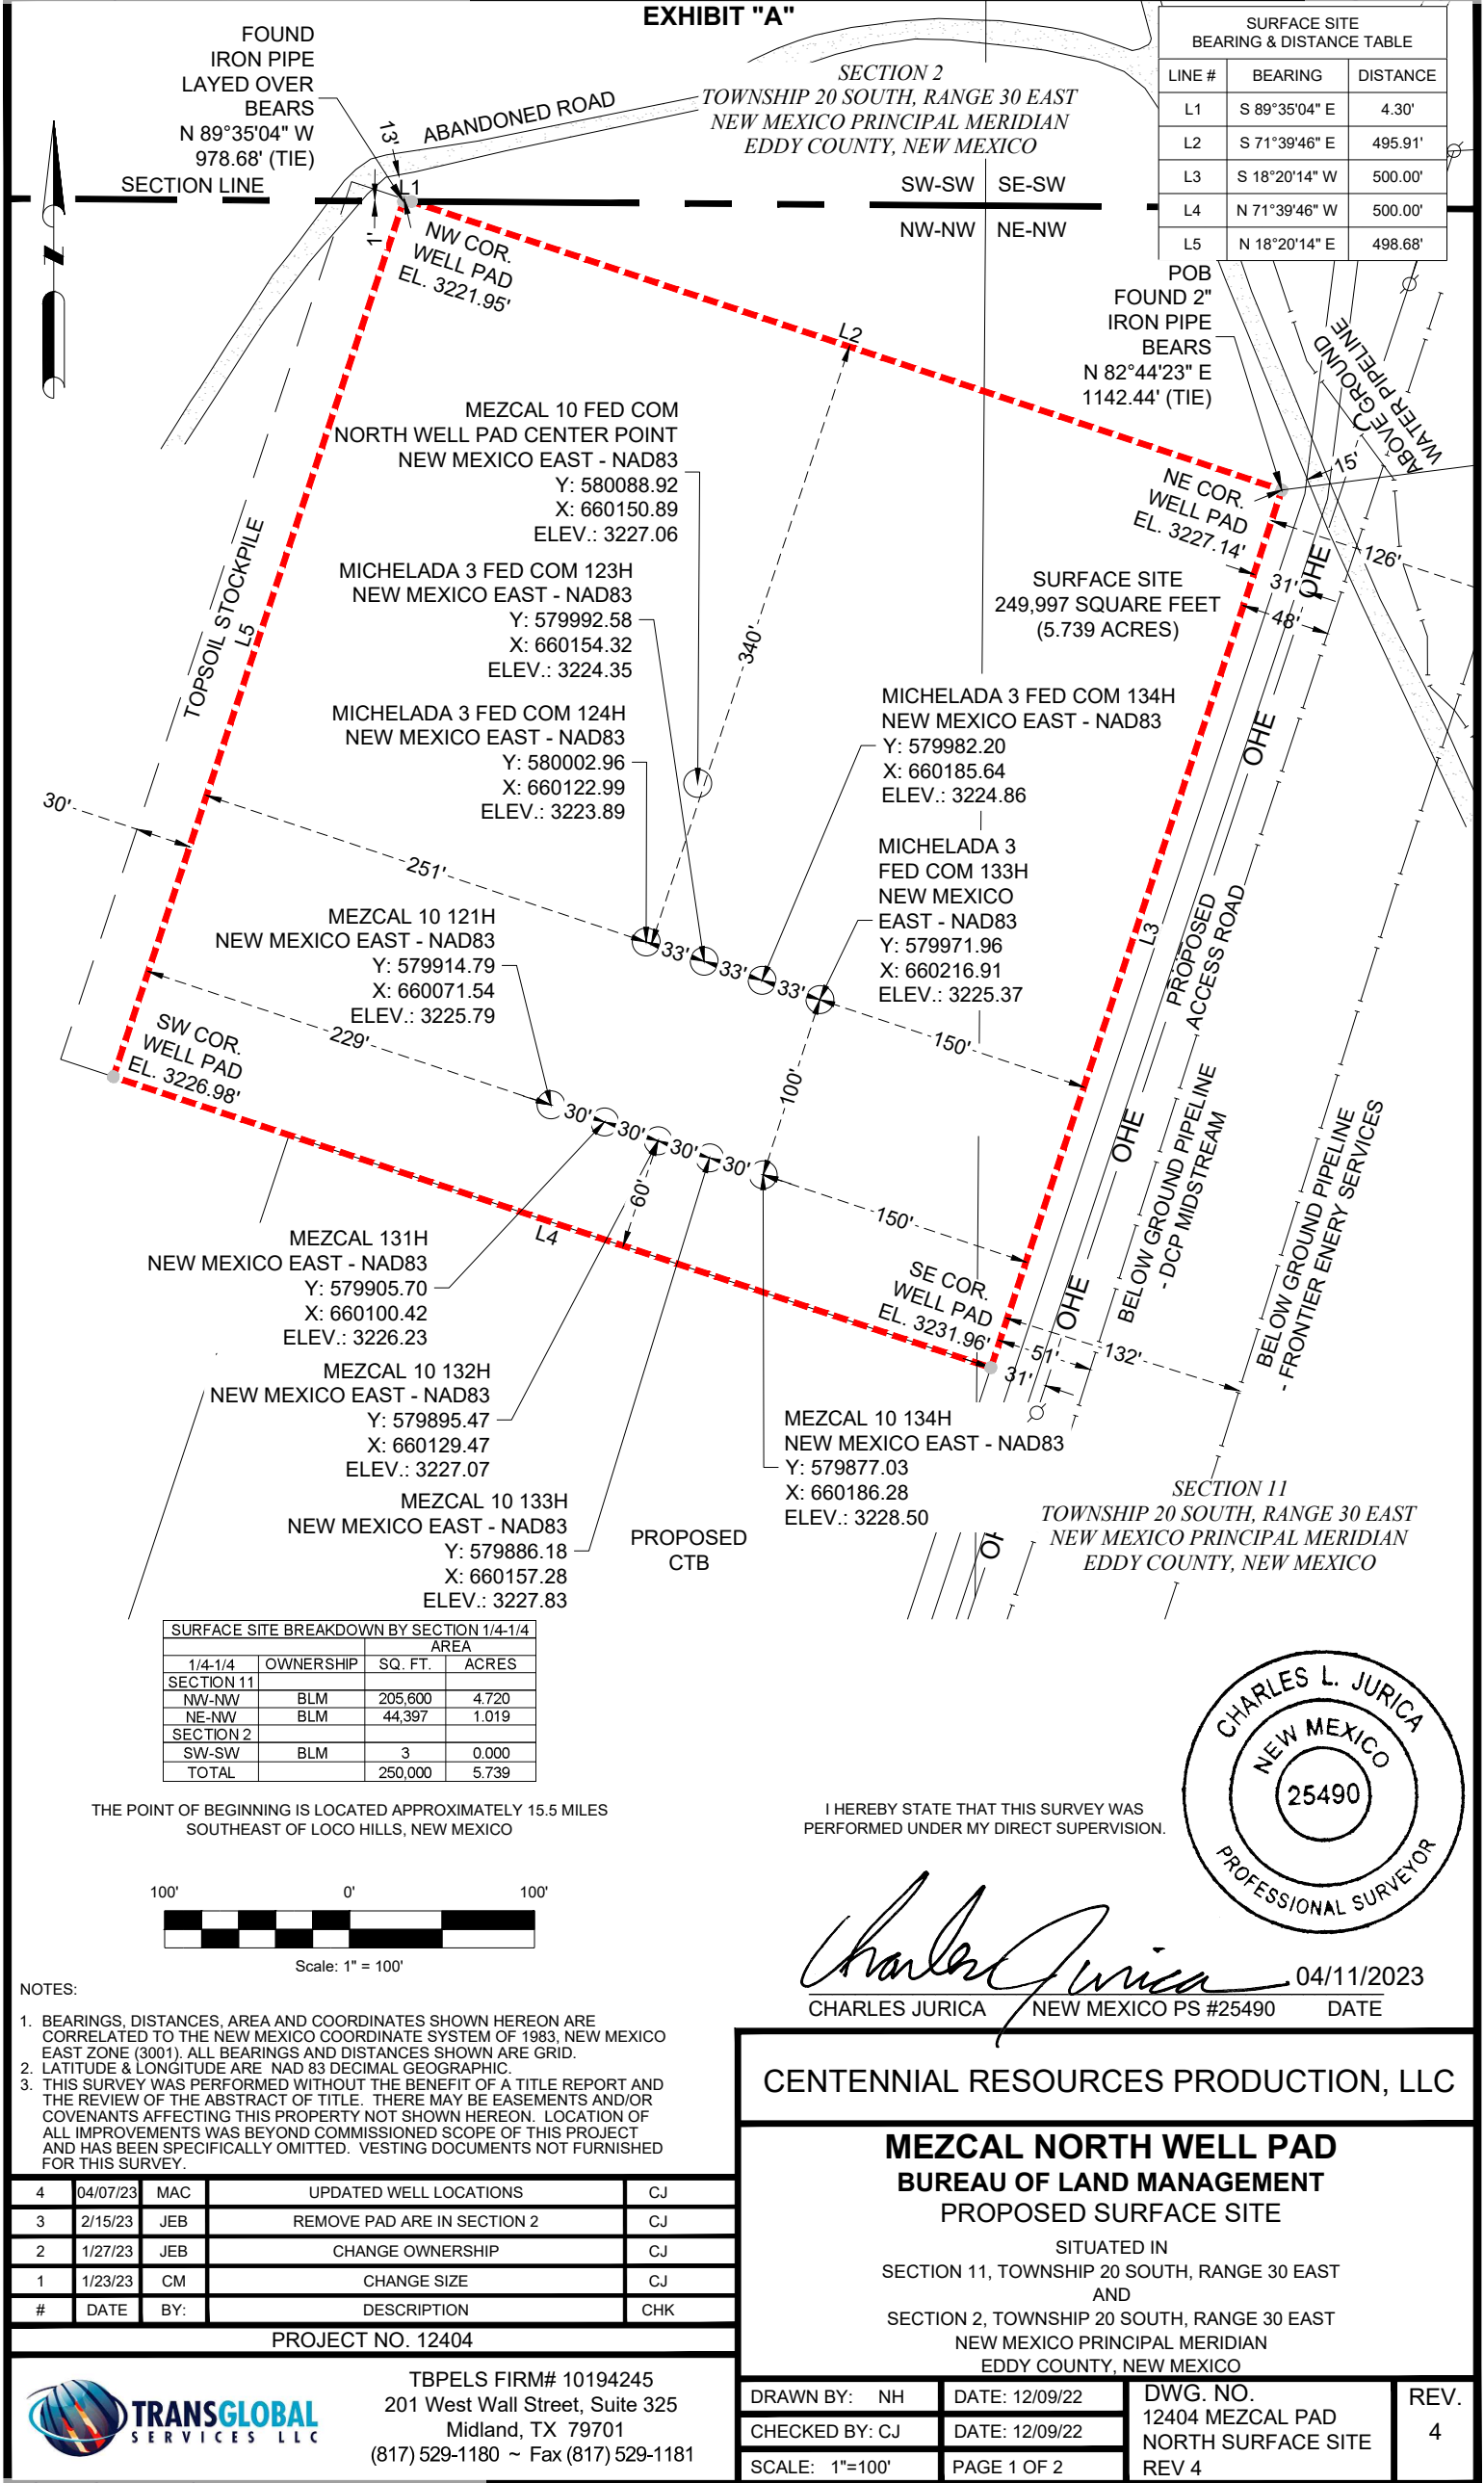 EXHIBIT "A"
FOUND
IRON PIPE
LAYED OVER
BEARS
N 89°35'04" W
978.68' (TIE)
SECTION LINE
13'
ABANDONED ROAD
L1
1'
SECTION 2
TOWNSHIP 20 SOUTH, RANGE 30 EAST
NEW MEXICO PRINCIPAL MERIDIAN
EDDY COUNTY, NEW MEXICO
SW-SW SE-SW
NW-NW NE-NW
SURFACE SITE
BEARING & DISTANCE TABLE
LINE # BEARING DISTANCE
L1 S 89°35'04" E 4.30'
L2 S 71°39'46" E 495.91'
L3 S 18°20'14" W 500.00'
L4 N 71°39'46" W 500.00'
L5 N 18°20'14" E 498.68'
N
NW COR.
WELL PAD
EL. 3221.95'
L2
POB
FOUND 2"
IRON PIPE
BEARS
N 82°44'23" E
1142.44' (TIE)
ABOVE GROUND
WATER PIPELINE
15'
NE COR.
WELL PAD
EL. 3227.14'
126'
31'
48'
OHE
MEZCAL 10 FED COM
NORTH WELL PAD CENTER POINT
NEW MEXICO EAST - NAD83
Y: 580088.92
X: 660150.89
ELEV.: 3227.06
SURFACE SITE
249,997 SQUARE FEET
(5.739 ACRES)
TOPSOIL STOCKPILE
L5
340'
MICHELADA 3 FED COM 123H
NEW MEXICO EAST - NAD83
Y: 579992.58
X: 660154.32
ELEV.: 3224.35
MICHELADA 3 FED COM 124H
NEW MEXICO EAST - NAD83
Y: 580002.96
X: 660122.99
ELEV.: 3223.89
MICHELADA 3 FED COM 134H
NEW MEXICO EAST - NAD83
Y: 579982.20
X: 660185.64
ELEV.: 3224.86
OHE
30'
251'
MICHELADA 3
FED COM 133H
NEW MEXICO
EAST - NAD83
Y: 579971.96
X: 660216.91
ELEV.: 3225.37
33'
33'
33'
L3
PROPOSED
ACCESS ROAD
MEZCAL 10 121H
NEW MEXICO EAST - NAD83
Y: 579914.79
X: 660071.54
ELEV.: 3225.79
SW COR.
WELL PAD
EL. 3226.98'
229'
150'
100'
30'
30'
30'
30'
60'
150'
L4
OHE
BELOW GROUND PIPELINE
- DCP MIDSTREAM
BELOW GROUND PIPELINE
- FRONTIER ENERY SERVICES
MEZCAL 131H
NEW MEXICO EAST - NAD83
Y: 579905.70
X: 660100.42
ELEV.: 3226.23
SE COR.
WELL PAD
EL. 3231.96'
OHE
51'
132'
31'
MEZCAL 10 132H
NEW MEXICO EAST - NAD83
Y: 579895.47
X: 660129.47
ELEV.: 3227.07
MEZCAL 10 134H
NEW MEXICO EAST - NAD83
Y: 579877.03
X: 660186.28
ELEV.: 3228.50
MEZCAL 10 133H
NEW MEXICO EAST - NAD83
Y: 579886.18
X: 660157.28
ELEV.: 3227.83
PROPOSED
CTB
SECTION 11
TOWNSHIP 20 SOUTH, RANGE 30 EAST
NEW MEXICO PRINCIPAL MERIDIAN
EDDY COUNTY, NEW MEXICO
SURFACE SITE BREAKDOWN BY SECTION 1/4-1/4
AREA
1/4-1/4 OWNERSHIP SQ. FT. ACRES
SECTION 11
NW-NW BLM 205,600 4.720
NE-NW BLM 44,397 1.019
SECTION 2
SW-SW BLM 3 0.000
TOTAL 250,000 5.739
THE POINT OF BEGINNING IS LOCATED APPROXIMATELY 15.5 MILES
SOUTHEAST OF LOCO HILLS, NEW MEXICO
100' 0' 100'
Scale: 1" = 100'
I HEREBY STATE THAT THIS SURVEY WAS
PERFORMED UNDER MY DIRECT SUPERVISION.
CHARLES L. JURICA
NEW MEXICO
25490
PROFESSIONAL SURVEYOR
Charles Jurica
04/11/2023
CHARLES JURICA NEW MEXICO PS #25490 DATE
NOTES:
1. BEARINGS, DISTANCES, AREA AND COORDINATES SHOWN HEREON ARE
CORRELATED TO THE NEW MEXICO COORDINATE SYSTEM OF 1983, NEW MEXICO
EAST ZONE (3001). ALL BEARINGS AND DISTANCES SHOWN ARE GRID.
2. LATITUDE & LONGITUDE ARE NAD 83 DECIMAL GEOGRAPHIC.
3. THIS SURVEY WAS PERFORMED WITHOUT THE BENEFIT OF A TITLE REPORT AND
THE REVIEW OF THE ABSTRACT OF TITLE. THERE MAY BE EASEMENTS AND/OR
COVENANTS AFFECTING THIS PROPERTY NOT SHOWN HEREON. LOCATION OF
ALL IMPROVEMENTS WAS BEYOND COMMISSIONED SCOPE OF THIS PROJECT
AND HAS BEEN SPECIFICALLY OMITTED. VESTING DOCUMENTS NOT FURNISHED
FOR THIS SURVEY.
4 04/07/23 MAC UPDATED WELL LOCATIONS CJ
3 2/15/23 JEB REMOVE PAD ARE IN SECTION 2 CJ
2 1/27/23 JEB CHANGE OWNERSHIP CJ
1 1/23/23 CM CHANGE SIZE CJ
# DATE BY: DESCRIPTION CHK
PROJECT NO. 12404
TRANSGLOBAL
SERVICES LLC
TBPELS FIRM# 10194245
201 West Wall Street, Suite 325
Midland, TX 79701
(817) 529-1180 ~ Fax (817) 529-1181
CENTENNIAL RESOURCES PRODUCTION, LLC
MEZCAL NORTH WELL PAD
BUREAU OF LAND MANAGEMENT
PROPOSED SURFACE SITE
SITUATED IN
SECTION 11, TOWNSHIP 20 SOUTH, RANGE 30 EAST
AND
SECTION 2, TOWNSHIP 20 SOUTH, RANGE 30 EAST
NEW MEXICO PRINCIPAL MERIDIAN
EDDY COUNTY, NEW MEXICO
DRAWN BY: NH DATE: 12/09/22
CHECKED BY: CJ DATE: 12/09/22
SCALE: 1"=100' PAGE 1 OF 2
DWG. NO.
12404 MEZCAL PAD
NORTH SURFACE SITE
REV 4
REV.
4